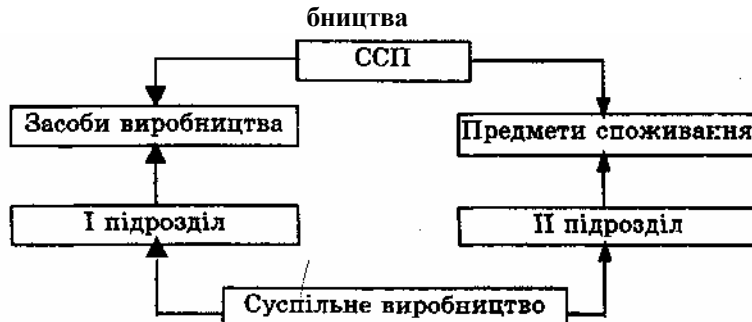 бництва
ССП
Засоби виробництва
Предмети споживання
І підрозділ
ІІ підрозділ
Суспільне виробництво